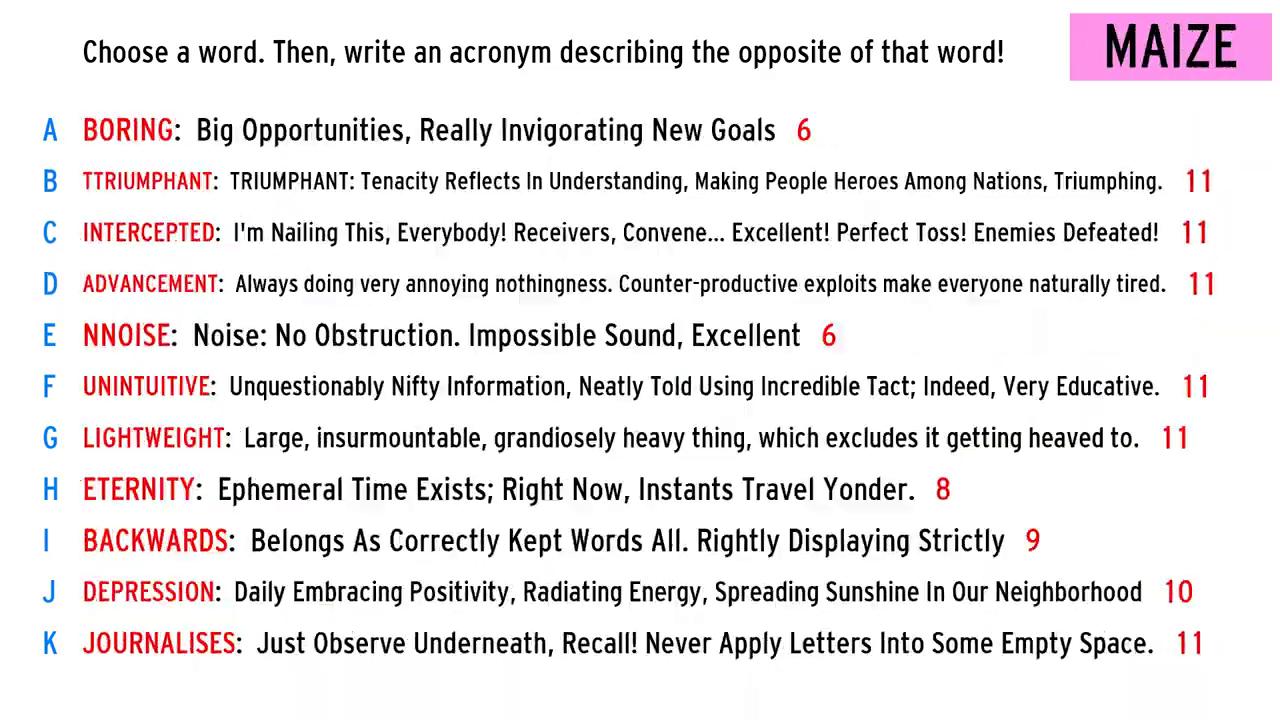 Choose a word. Then, write an acronym describing the opposite of that word!
MAIZE
A BORING: Big Opportunities, Really Invigorating New Goals 6
B TTRIUMPHANT: TRIUMPHANT: Tenacity Reflects In Understanding, Making People Heroes Among Nations, Triumphing. 11
C INTERCEPTED: I'm Nailing This, Everybody! Receivers, Convene... Excellent! Perfect Toss! Enemies Defeated! 11
D ADVANCEMENT: Always doing very annoying nothingness. Counter-productive exploits make everyone naturally tired. 11
E NNOISE: Noise: No Obstruction. Impossible Sound, Excellent 6
F UNINTUITIVE: Unquestionably Nifty Information, Neatly Told Using Incredible Tact; Indeed, Very Educative. 11
G LIGHTWEIGHT: Large, insurmountable, grandiosely heavy thing, which excludes it getting heaved to. 11
H ETERNITY: Ephemeral Time Exists; Right Now, Instants Travel Yonder. 8
I BACKWARDS: Belongs As Correctly Kept Words All. Rightly Displaying Strictly 9
J DEPRESSION: Daily Embracing Positivity, Radiating Energy, Spreading Sunshine In Our Neighborhood 10
K JOURNALISES: Just Observe Underneath, Recall! Never Apply Letters Into Some Empty Space. 11